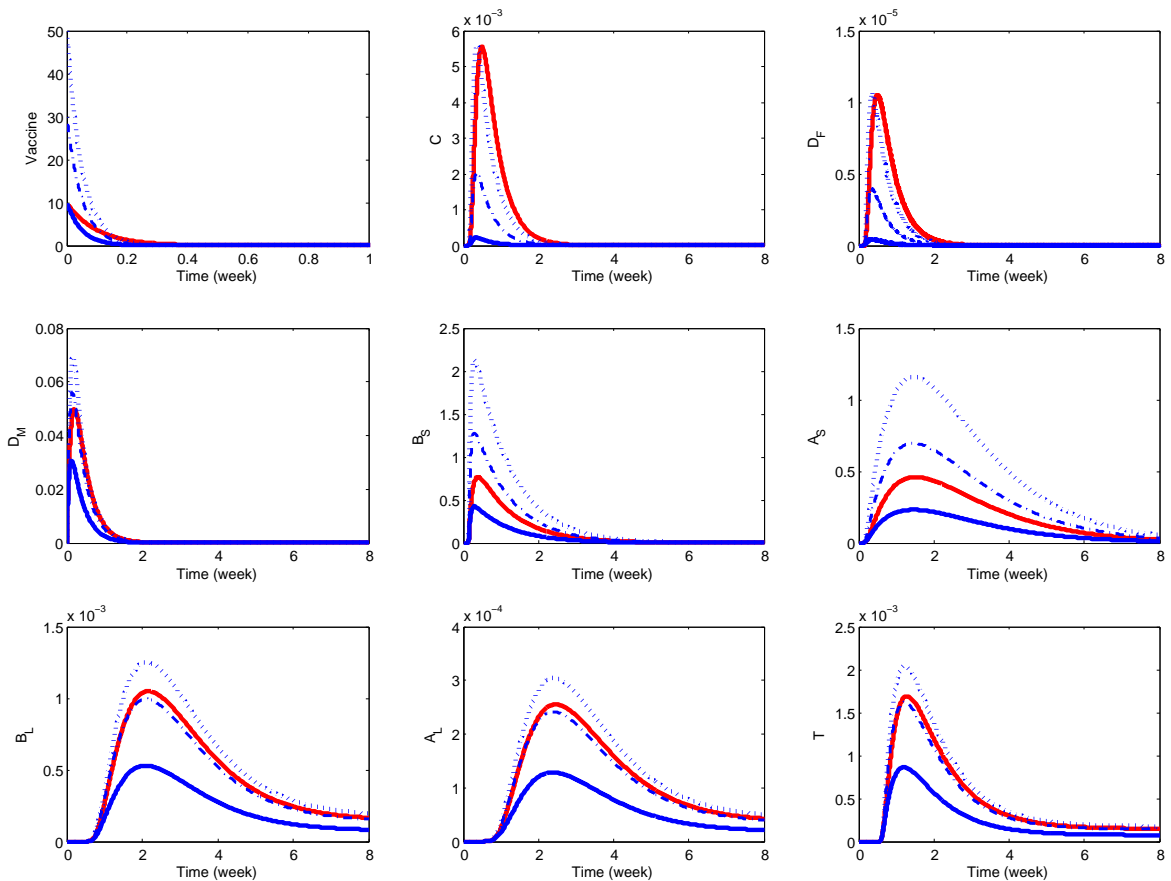 50
40
30
20
10
0
Vaccine
0 0.2 0.4 0.6 0.8 1
Time (week)
x 10⁻³
6
5
4
3
2
1
0
C
0 2 4 6 8
Time (week)
x 10⁻⁵
1.5
1
0.5
0
D_F
0 2 4 6 8
Time (week)
0.08
0.06
0.04
0.02
0
D_M
0 2 4 6 8
Time (week)
2.5
2
1.5
1
0.5
0
B_S
0 2 4 6 8
Time (week)
1.5
1
0.5
0
A_S
0 2 4 6 8
Time (week)
x 10⁻³
1.5
1
0.5
0
B_L
0 2 4 6 8
Time (week)
x 10⁻⁴
4
3
2
1
0
A_L
0 2 4 6 8
Time (week)
x 10⁻³
2.5
2
1.5
1
0.5
0
T
0 2 4 6 8
Time (week)